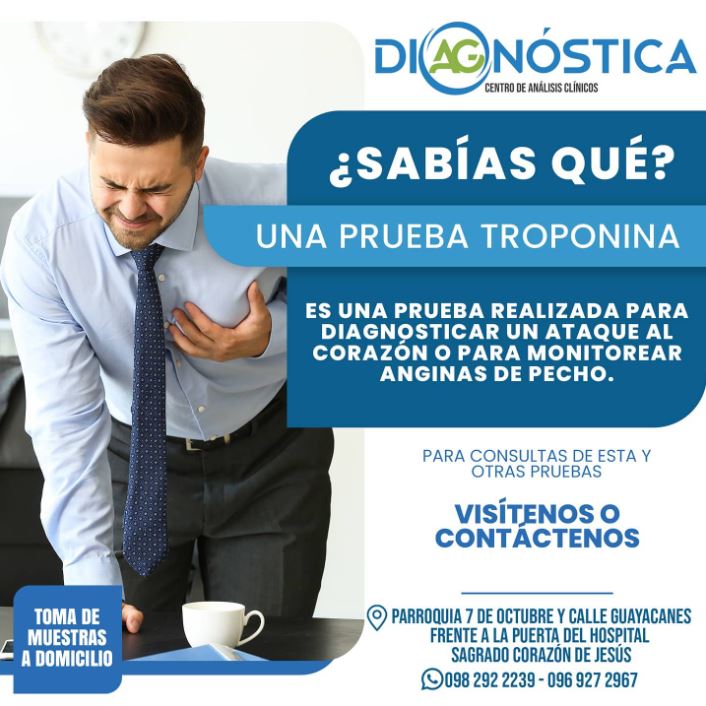 DIAGNÓSTICA
CENTRO DE ANÁLISIS CLÍNICOS
¿SABÍAS QUÉ?
UNA PRUEBA TROPONINA
ES UNA PRUEBA REALIZADA PARA
DIAGNOSTICAR UN ATAQUE AL
CORAZÓN O PARA MONITOREAR
ANGINAS DE PECHO.
PARA CONSULTAS DE ESTA Y
OTRAS PRUEBAS
VISÍTENOS O
CONTÁCTENOS
TOMA DE
MUESTRAS
A DOMICILIO
PARROQUIA 7 DE OCTUBRE Y CALLE GUAYACANES
FRENTE A LA PUERTA DEL HOSPITAL
SAGRADO CORAZÓN DE JESÚS
098 292 2239 - 096 927 2967